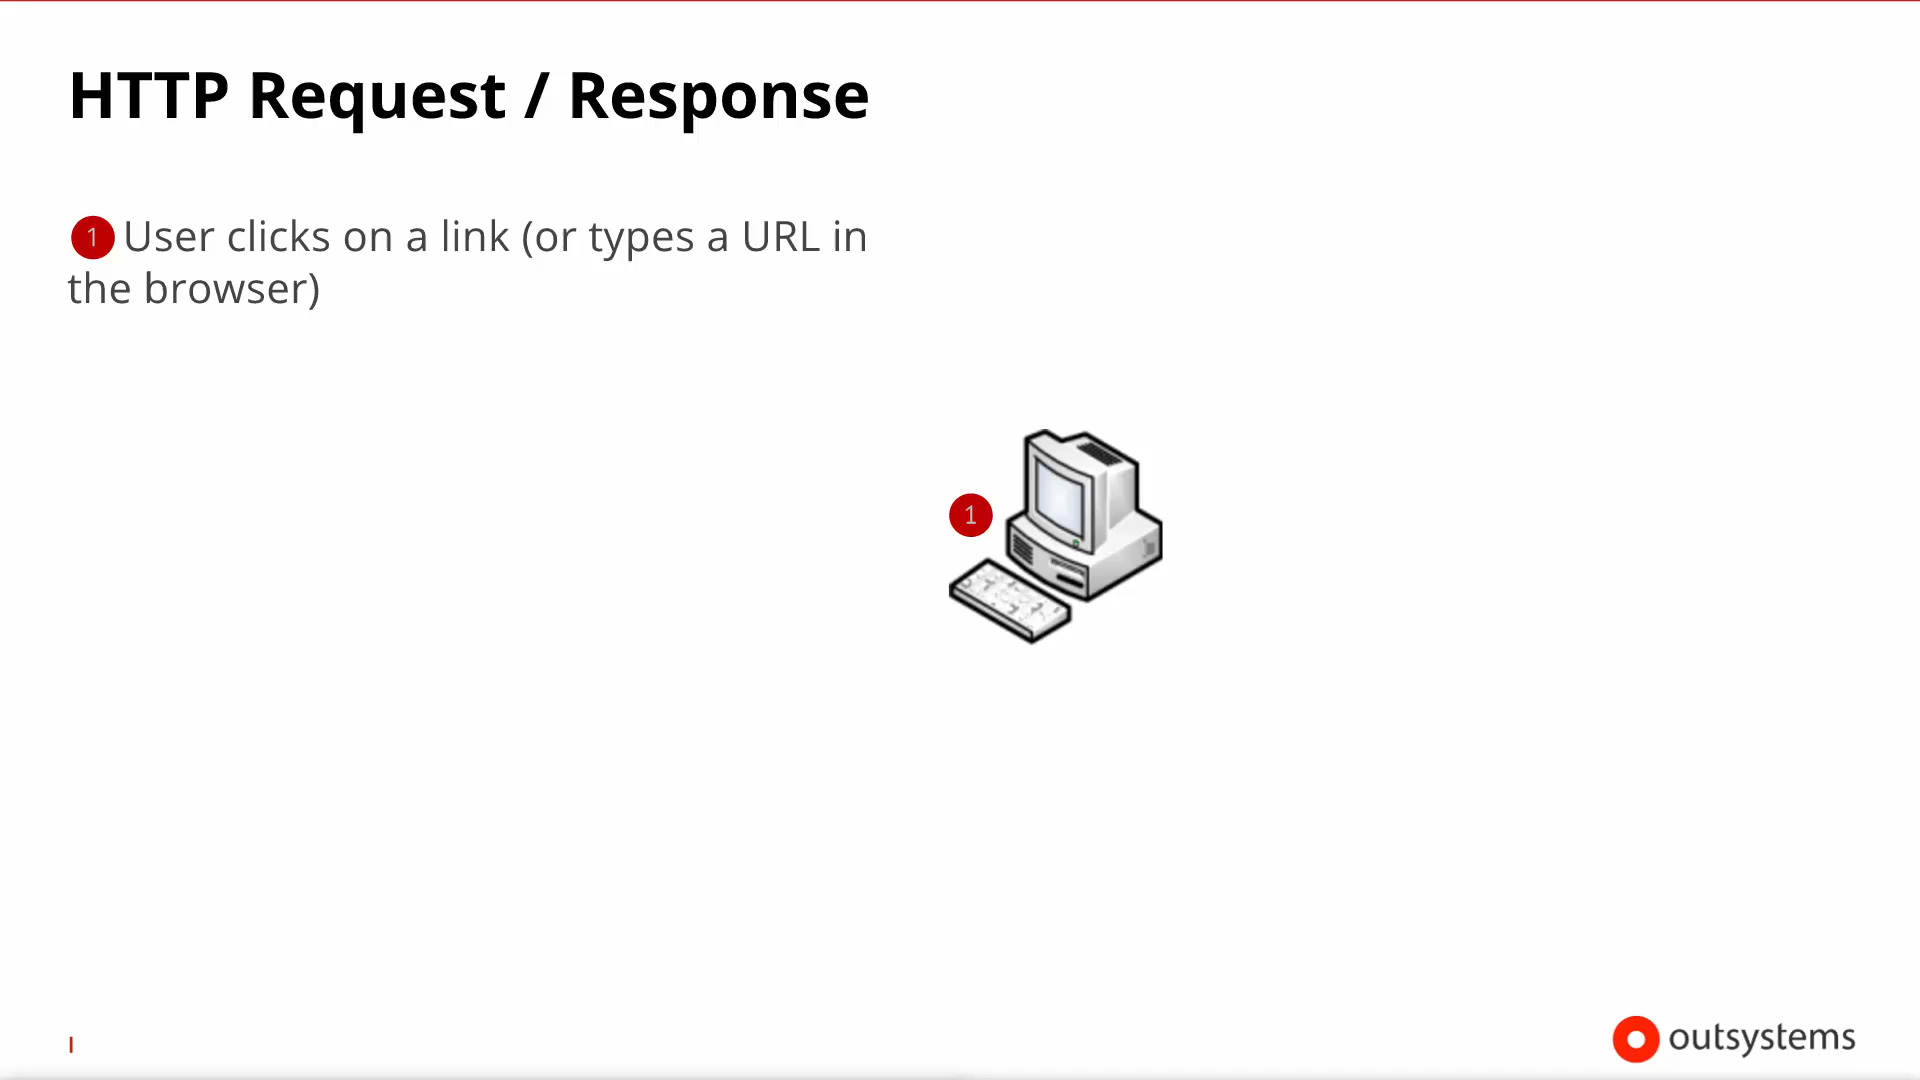 HTTP Request / Response
1 User clicks on a link (or types a URL in
the browser)
1
outsystems